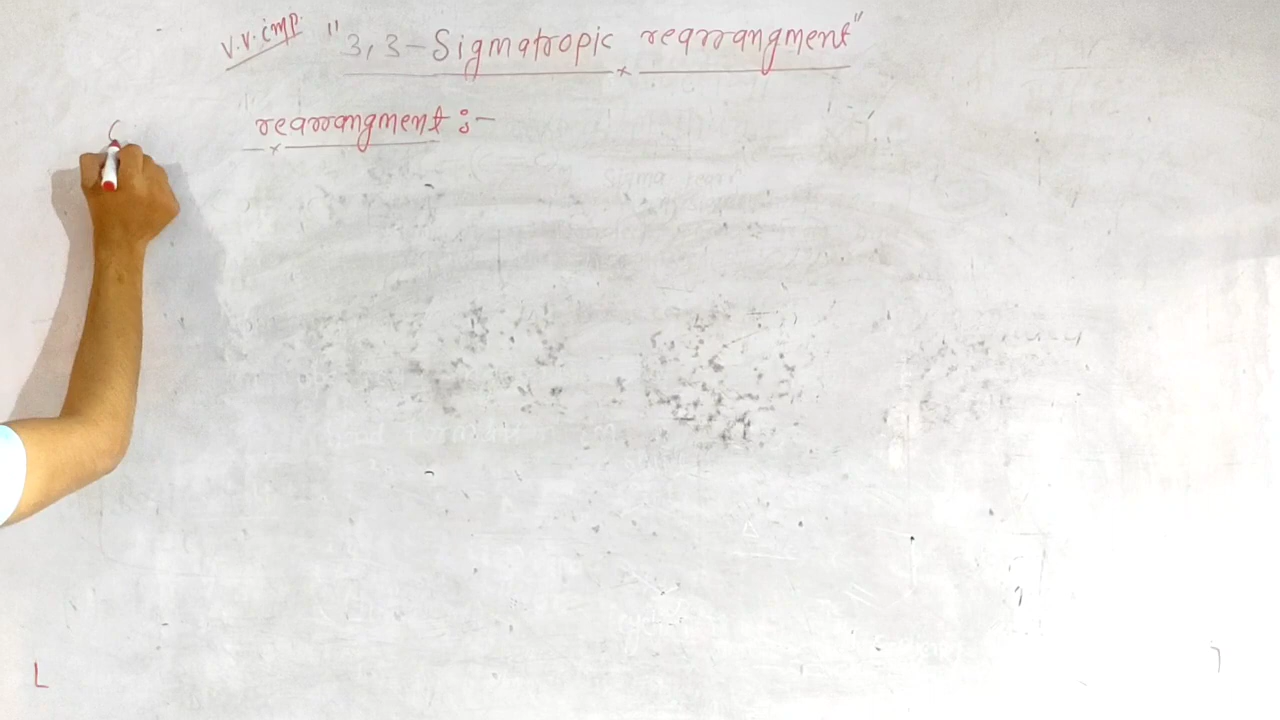 V.V.imp. "3,3-Sigmatropic rearrangment"
rearrangment :-